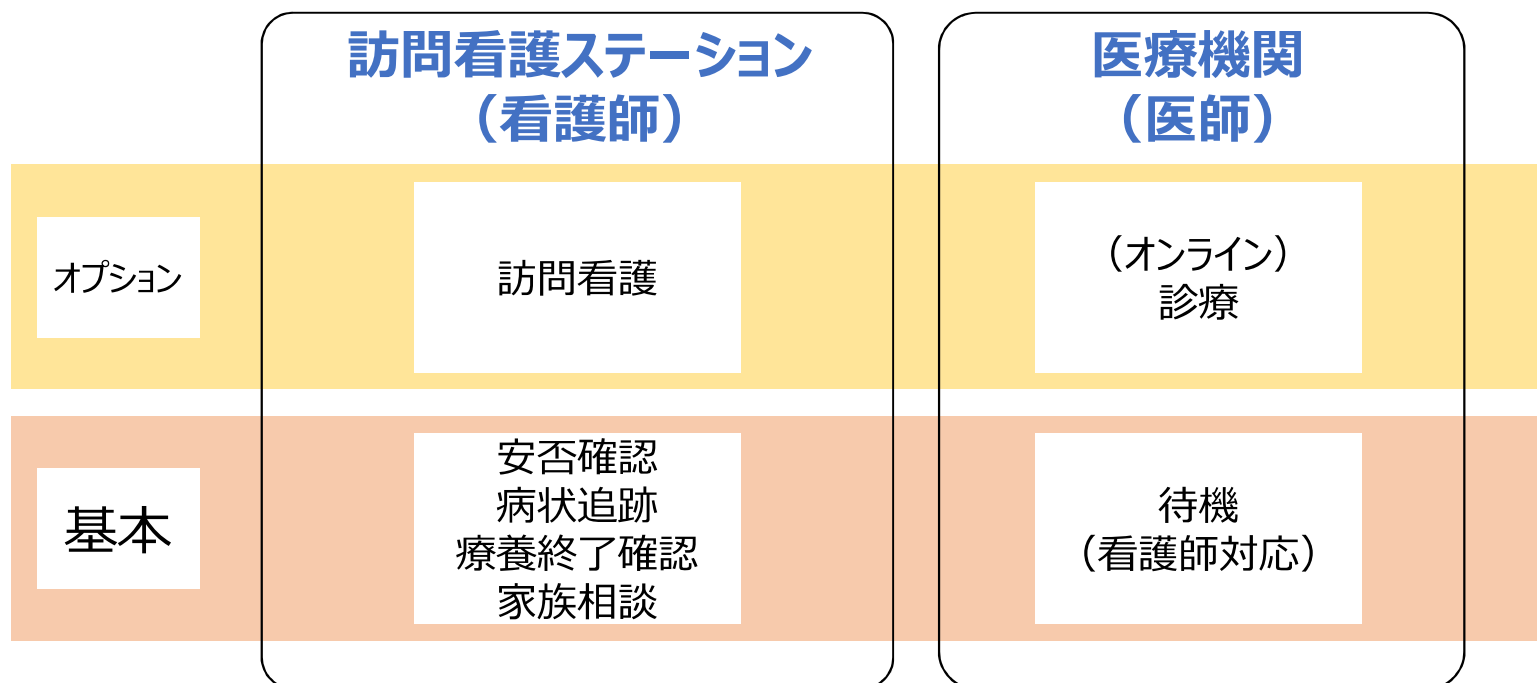 訪問看護ステーション
（看護師）
医療機関
（医師）
オプション
訪問看護
（オンライン）
診療
基本
安否確認
病状追跡
療養終了確認
家族相談
待機
（看護師対応）